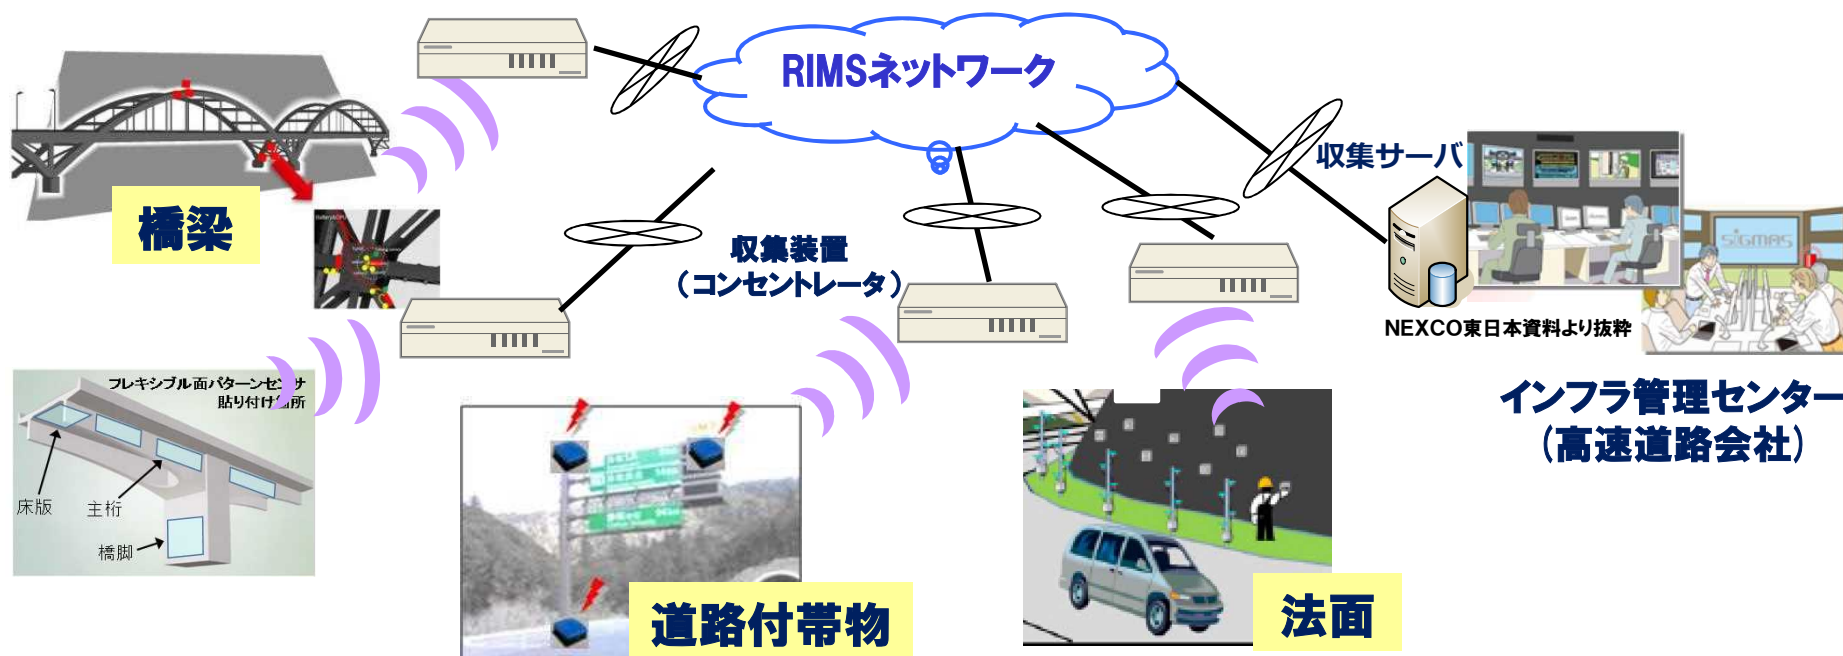 RIMSネットワーク
収集サーバ
橋梁
収集装置
（コンセントレータ）
SIGMAS
NEXCO東日本資料より抜粋
インフラ管理センター
(高速道路会社)
フレキシブル面パターンセンサ
貼り付け箇所
床版
主桁
橋脚
道路付帯物
法面